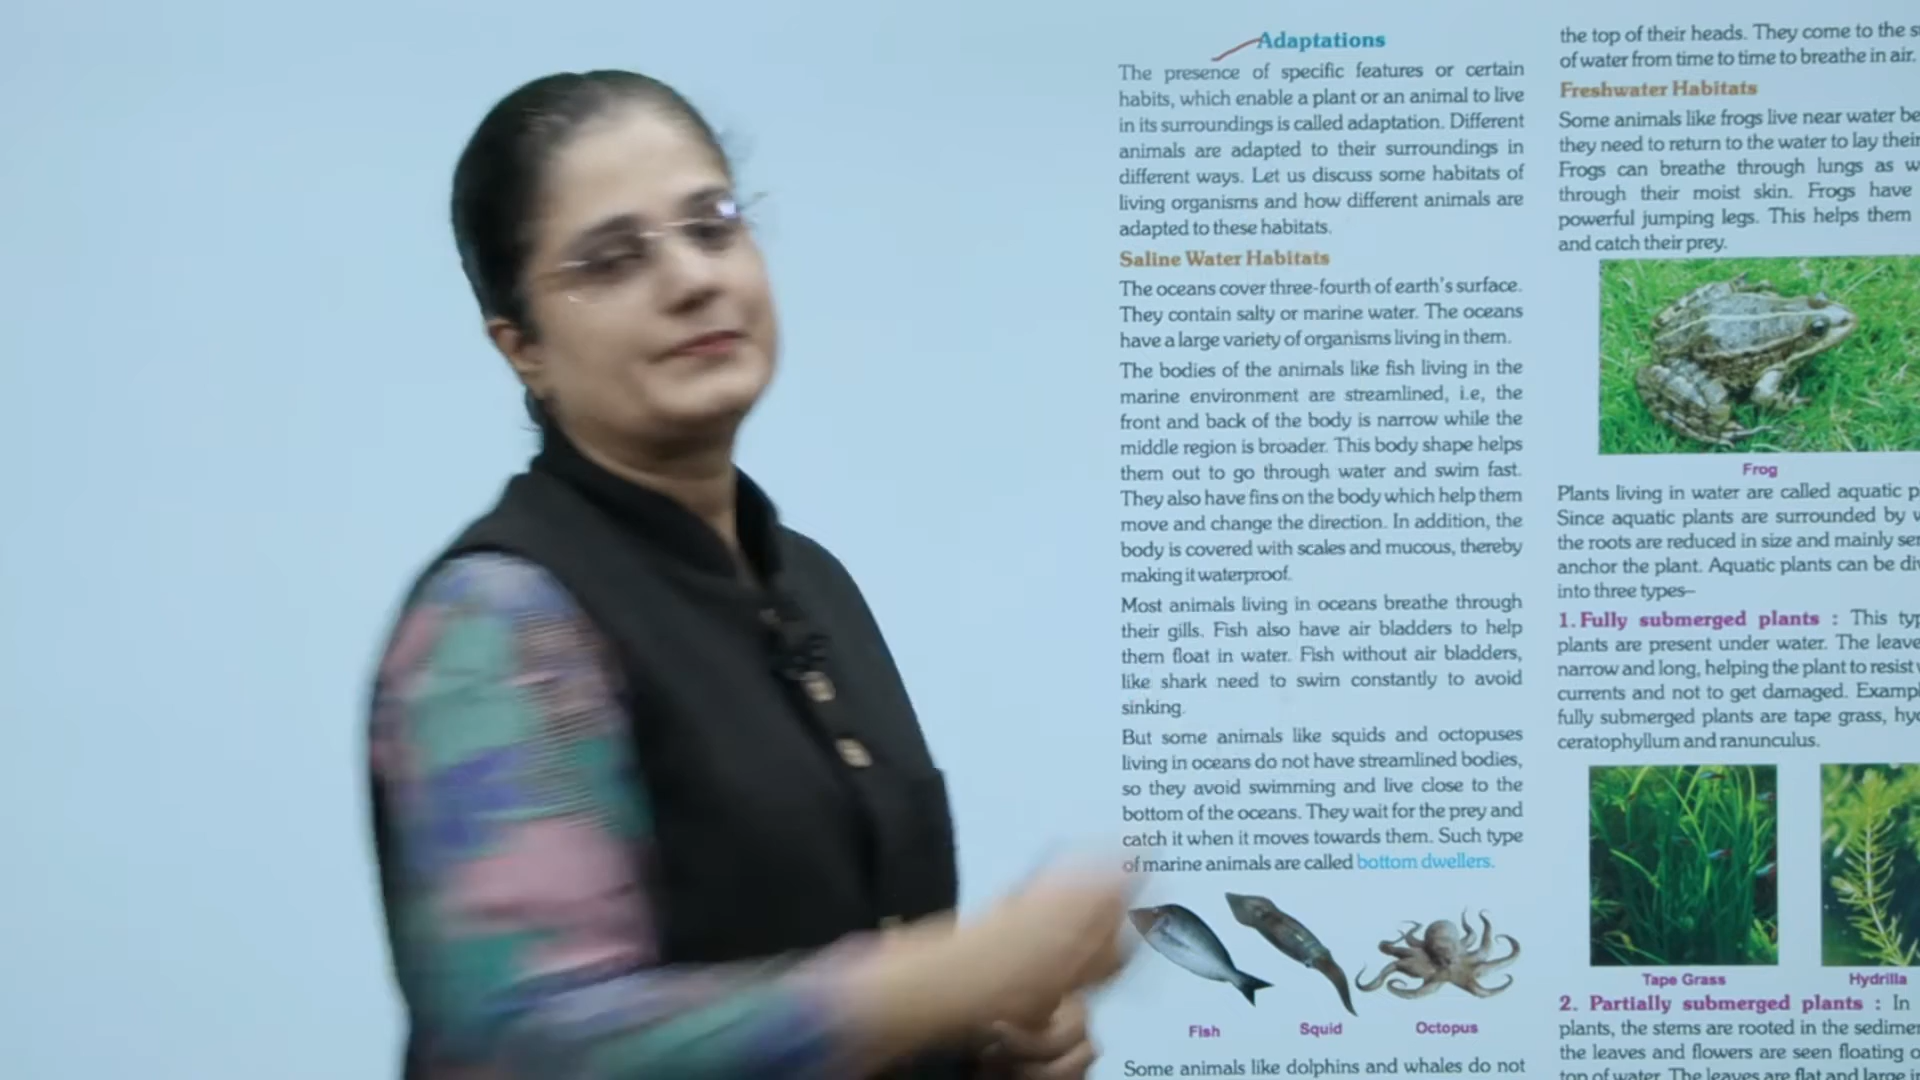 Adaptations
The presence of specific features or certain
habits, which enable a plant or an animal to live
in its surroundings is called adaptation. Different
animals are adapted to their surroundings in
different ways. Let us discuss some habitats of
living organisms and how different animals are
adapted to these habitats.
Saline Water Habitats
The oceans cover three-fourth of earth's surface.
They contain salty or marine water. The oceans
have a large variety of organisms living in them.
The bodies of the animals like fish living in the
marine environment are streamlined, i.e, the
front and back of the body is narrow while the
middle region is broader. This body shape helps
them out to go through water and swim fast.
They also have fins on the body which help them
move and change the direction. In addition, the
body is covered with scales and mucous, thereby
making it waterproof.
Most animals living in oceans breathe through
their gills. Fish also have air bladders to help
them float in water. Fish without air bladders,
like shark need to swim constantly to avoid
sinking.
But some animals like squids and octopuses
living in oceans do not have streamlined bodies,
so they avoid swimming and live close to the
bottom of the oceans. They wait for the prey and
catch it when it moves towards them. Such type
of marine animals are called bottom dwellers.
Fish Squid Octopus
Some animals like dolphins and whales do not
the top of their heads. They come to the
of water from time to time to breathe in air.
Freshwater Habitats
Some animals like frogs live near water
they need to return to the water to lay their
Frogs can breathe through lungs as
through their moist skin. Frogs have
powerful jumping legs. This helps them
and catch their prey.
Frog
Plants living in water are called aquatic
Since aquatic plants are surrounded by
the roots are reduced in size and mainly
anchor the plant. Aquatic plants can be
into three types–
1. Fully submerged plants : This
plants are present under water. The
narrow and long, helping the plant to resist
currents and not to get damaged.
fully submerged plants are tape grass,
ceratophyllum and ranunculus.
Tape Grass Hydrilla
2. Partially submerged plants : In
plants, the stems are rooted in the
the leaves and flowers are seen floating
top of water. The leaves are flat and large